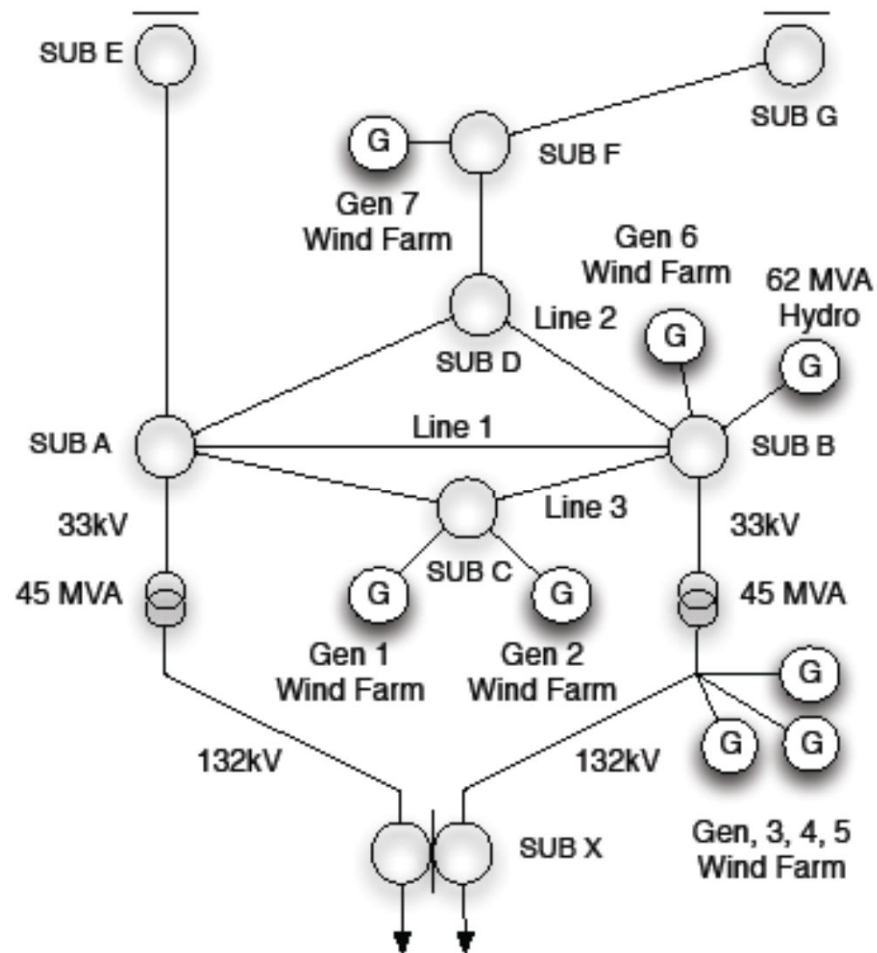 SUB E
SUB G
G
SUB F
Gen 7
Wind Farm
Gen 6
Wind Farm
62 MVA
Hydro
G
G
Line 2
SUB D
SUB A
Line 1
SUB B
Line 3
33kV
33kV
SUB C
45 MVA
G
G
45 MVA
Gen 1
Wind Farm
Gen 2
Wind Farm
G
G
G
132kV
132kV
Gen, 3, 4, 5
Wind Farm
SUB X